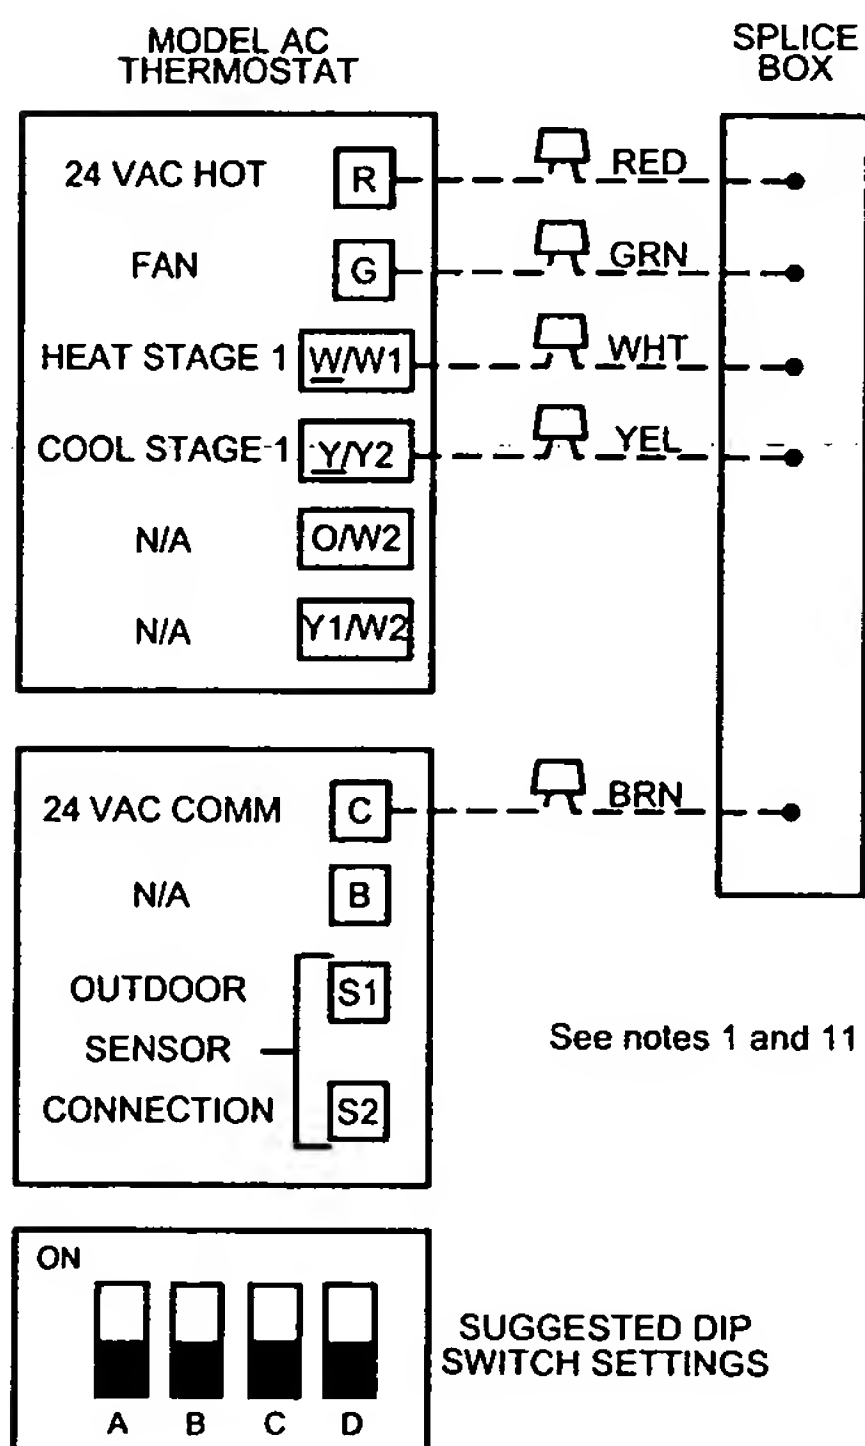 MODEL AC
THERMOSTAT
SPLICE
BOX
24 VAC HOT R RED
FAN G GRN
HEAT STAGE 1 W/W1 WHT
COOL STAGE 1 Y/Y2 YEL
N/A O/W2
N/A Y1/W2
24 VAC COMM C BRN
N/A B
OUTDOOR S1
SENSOR
CONNECTION S2
See notes 1 and 11
ON
A B C D
SUGGESTED DIP
SWITCH SETTINGS